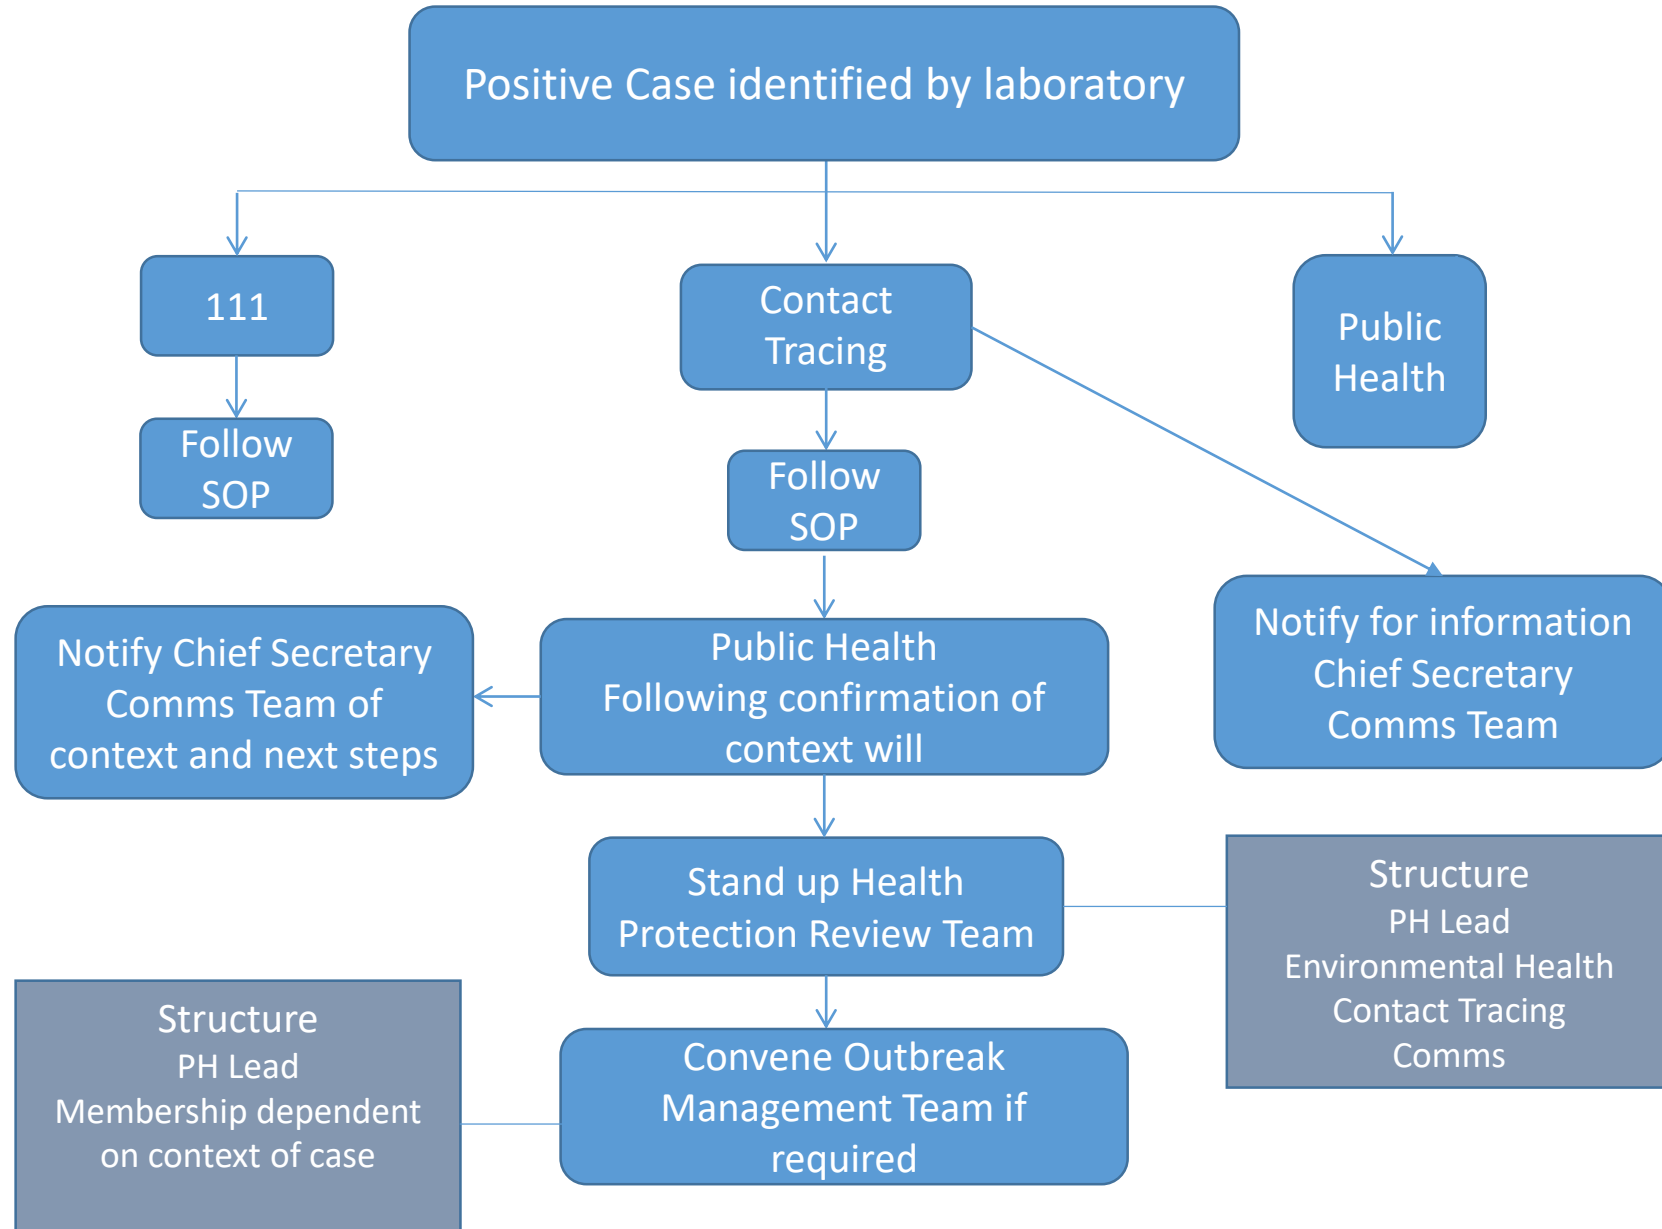 Positive Case identified by laboratory
111
Contact
Tracing
Public
Health
Follow
SOP
Follow
SOP
Notify Chief Secretary
Comms Team of
context and next steps
Public Health
Following confirmation of
context will
Notify for information
Chief Secretary
Comms Team
Stand up Health
Protection Review Team
Structure
PH Lead
Environmental Health
Contact Tracing
Comms
Structure
PH Lead
Membership dependent
on context of case
Convene Outbreak
Management Team if
required